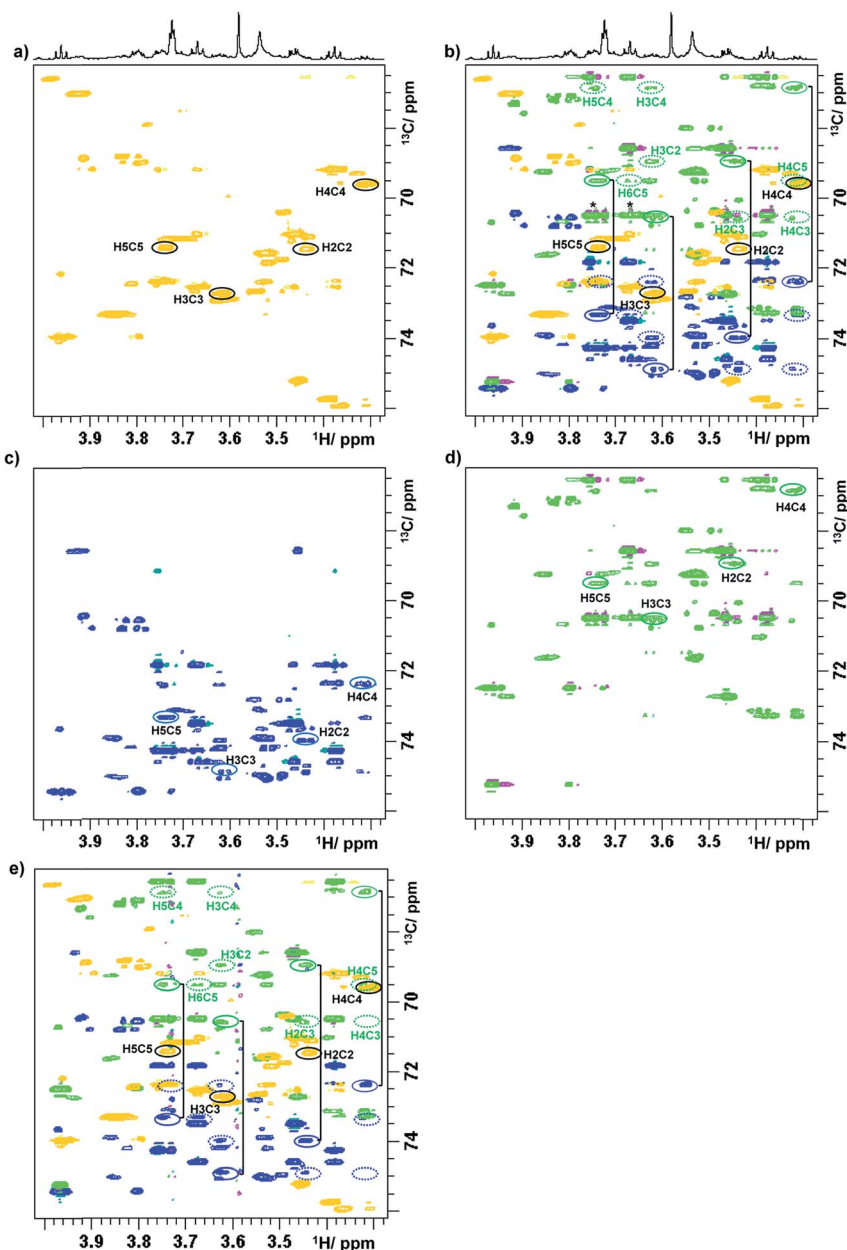 a)
b)
¹³C/ ppm
H4C4
70
H5C5
H2C2
72
H3C3
74
3.9 3.8 3.7 3.6 3.5
¹H/ ppm
H5C4 H3C4
¹³C/ ppm
H3C2
H4C5
H6C5
H4C4
70
* *
H2C3 H4C3
H5C5
H2C2
72
H3C3
74
3.9 3.8 3.7 3.6 3.5
¹H/ ppm
c)
d)
¹³C/ ppm
70
72
H4C4
H5C5
H2C2
74
H3C3
3.9 3.8 3.7 3.6 3.5
¹H/ ppm
¹³C/ ppm
H4C4
H2C2
H5C5
70
H3C3
72
74
3.9 3.8 3.7 3.6 3.5
¹H/ ppm
e)
H5C4 H3C4
¹³C/ ppm
H3C2
H4C5
H6C5
H4C4
70
H2C3 H4C3
H5C5
H2C2
72
H3C3
74
3.9 3.8 3.7 3.6 3.5
¹H/ ppm